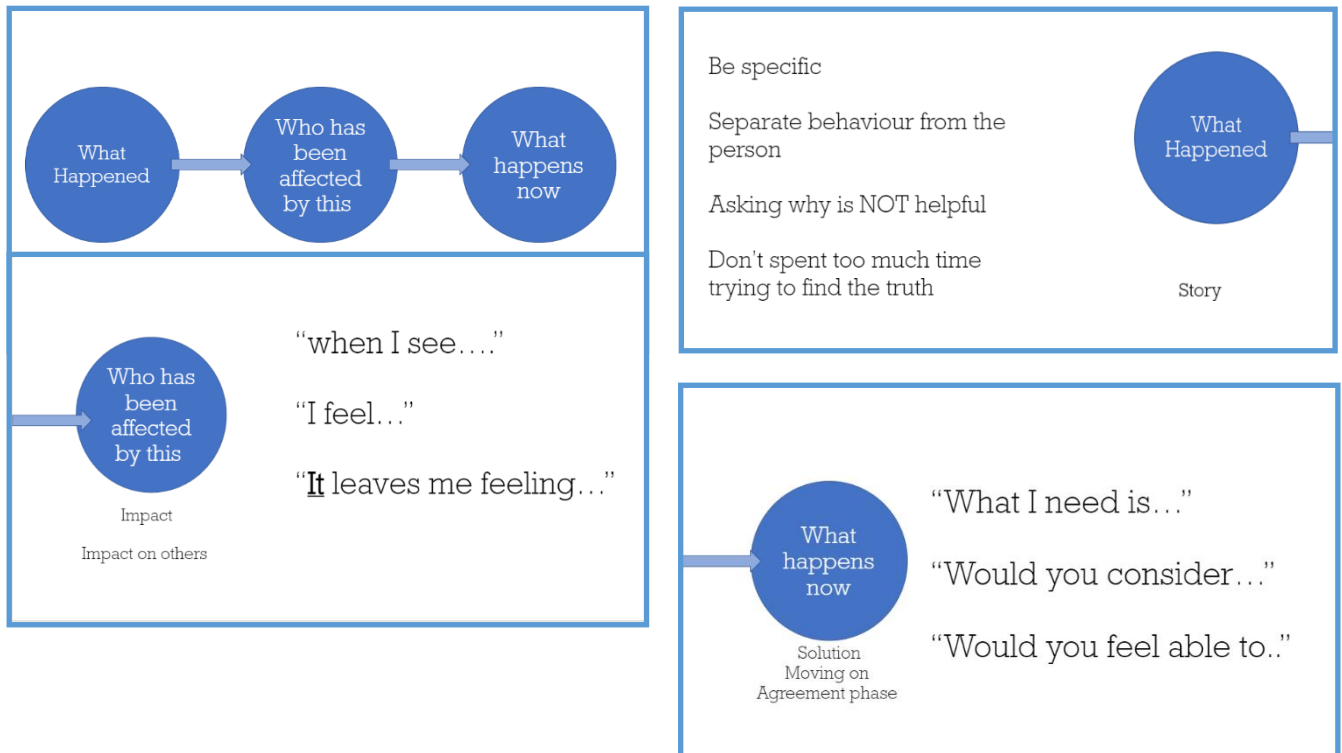 What
Happened
Who has
been
affected
by this
What
happens
now
Be specific
Separate behaviour from the
person
Asking why is NOT helpful
Don't spent too much time
trying to find the truth
What
Happened
Story
Who has
been
affected
by this
Impact
Impact on others
“when I see….”
“I feel…”
“It leaves me feeling…”
What
happens
now
Solution
Moving on
Agreement phase
“What I need is…”
“Would you consider…”
“Would you feel able to..”